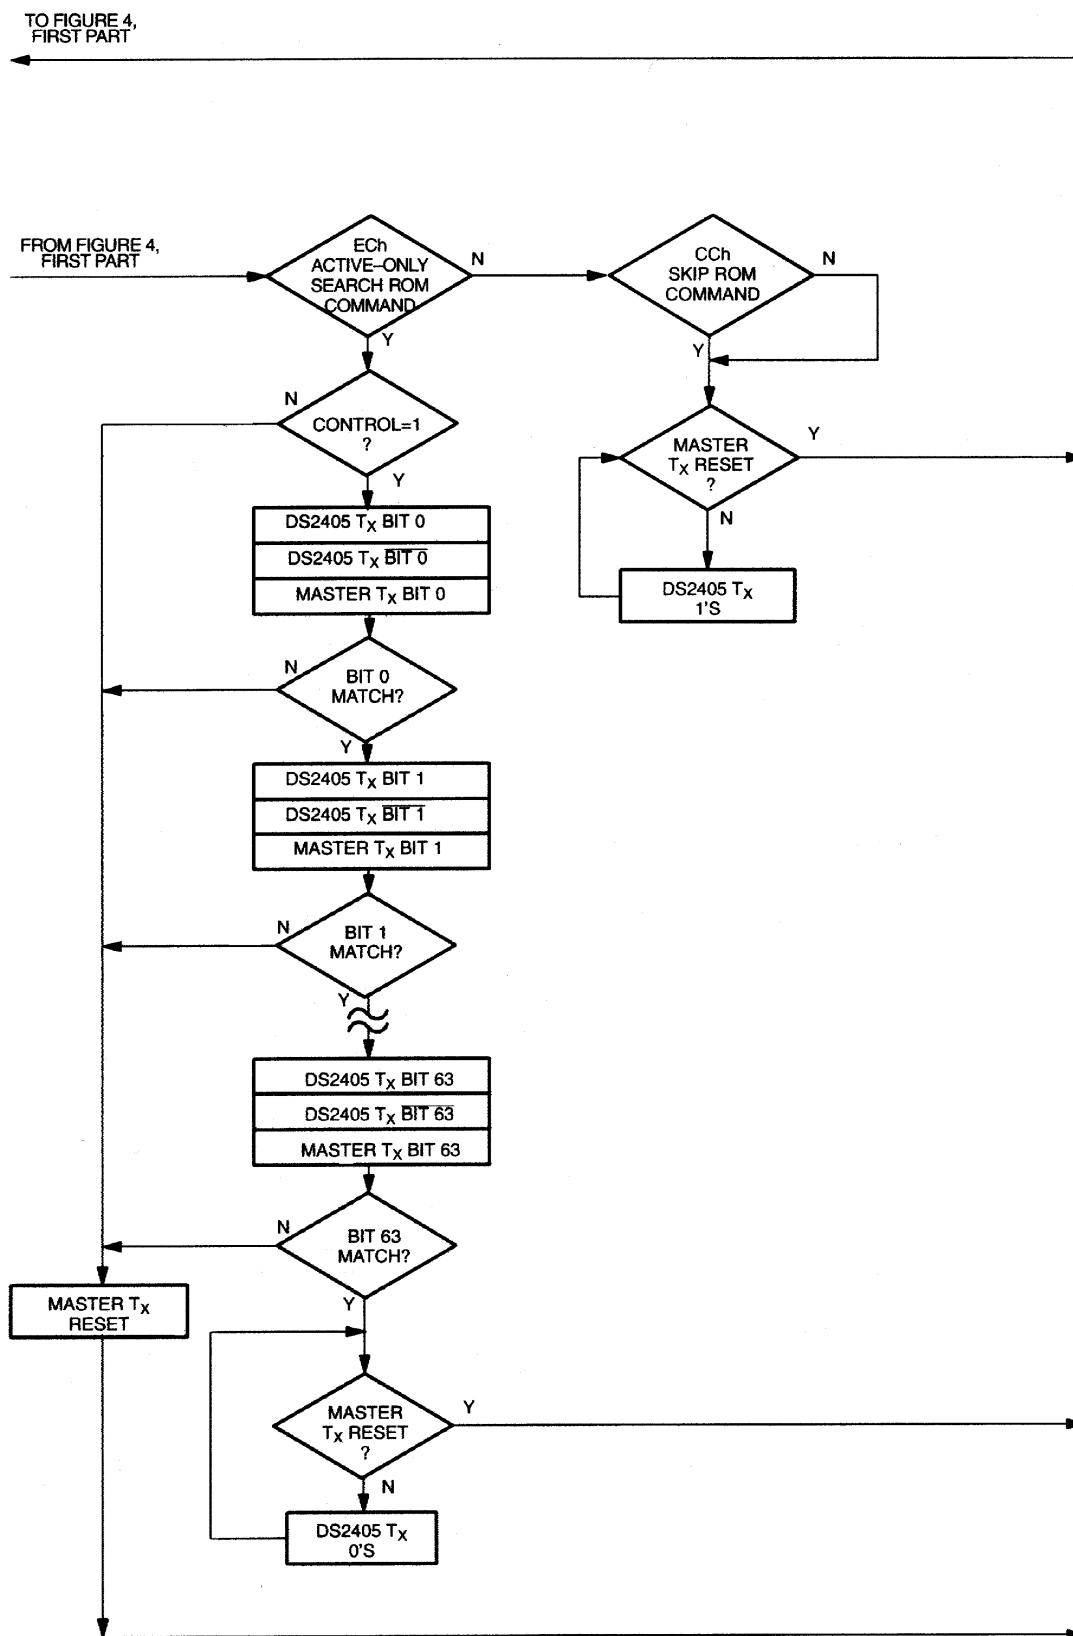 TO FIGURE 4,
FIRST PART
FROM FIGURE 4,
FIRST PART
ECh
ACTIVE–ONLY
SEARCH ROM
COMMAND
N
CCh
SKIP ROM
COMMAND
N
Y
Y
N
CONTROL=1
?
Y
MASTER
TX RESET
?
Y
N
DS2405 TX BIT 0
DS2405 TX BIT 0
MASTER TX BIT 0
DS2405 TX
1'S
N
BIT 0
MATCH?
Y
DS2405 TX BIT 1
DS2405 TX BIT 1
MASTER TX BIT 1
N
BIT 1
MATCH?
Y
DS2405 TX BIT 63
DS2405 TX BIT 63
MASTER TX BIT 63
N
BIT 63
MATCH?
Y
MASTER TX
RESET
MASTER
TX RESET
?
Y
N
DS2405 TX
0'S